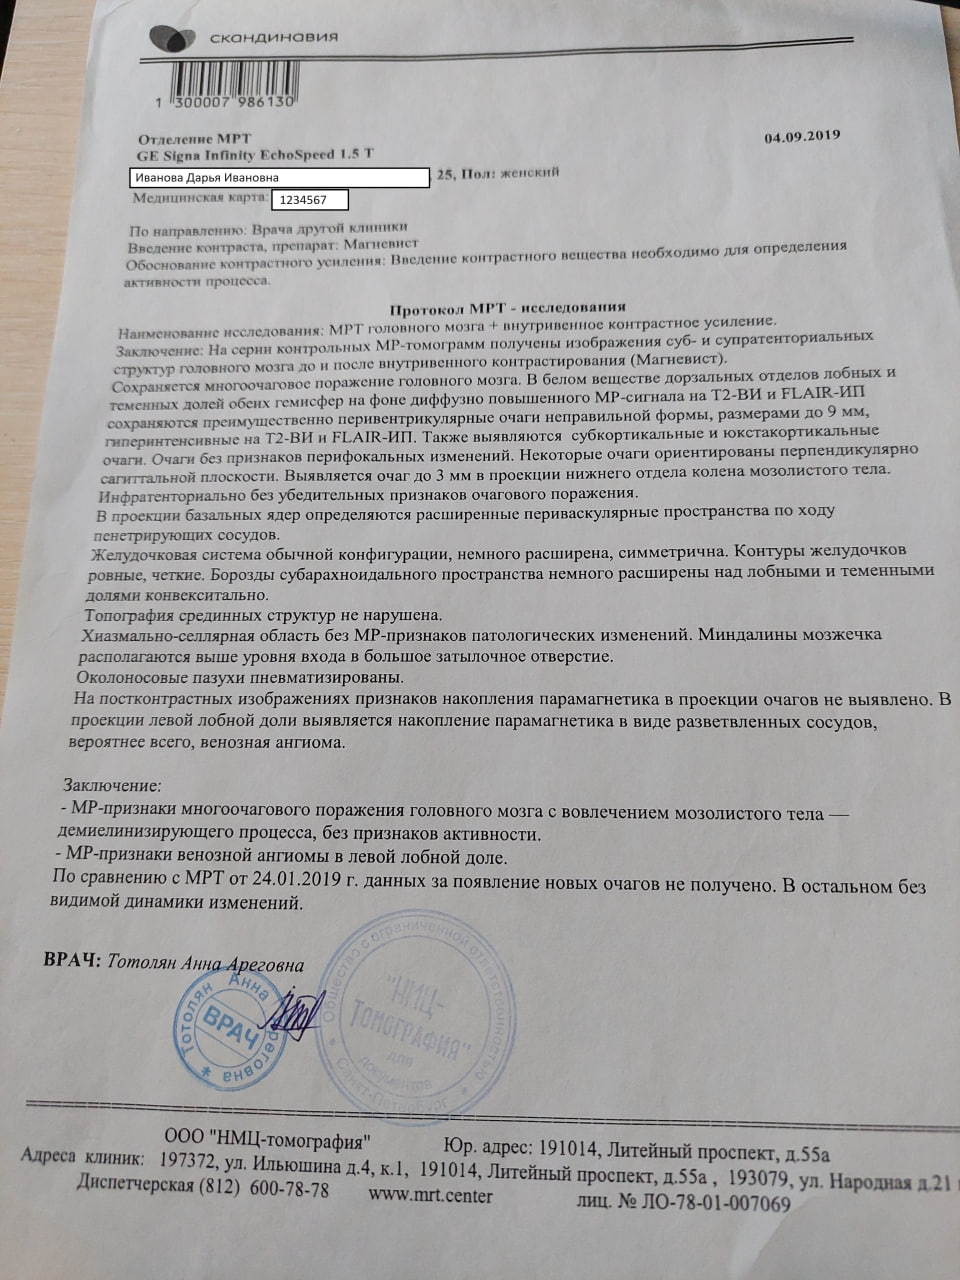 скандинавия
1 300007 986130
Отделение МРТ
04.09.2019
GE Signa Infinity EchoSpeed 1.5 T
Иванова Дарья Ивановна , 25, Пол: женский
Медицинская карта: 1234567
По направлению: Врача другой клиники
Введение контраста, препарат: Магневист
Обоснование контрастного усиления: Введение контрастного вещества необходимо для определения
активности процесса.
Протокол МРТ - исследования
Наименование исследования: МРТ головного мозга + внутривенное контрастное усиление.
Заключение: На серии контрольных МР-томограмм получены изображения суб- и супратенториальных
структур головного мозга до и после внутривенного контрастирования (Магневист).
Сохраняется многоочаговое поражение головного мозга. В белом веществе дорзальных отделов лобных и
теменных долей обеих гемисфер на фоне диффузно повышенного МР-сигнала на Т2-ВИ и FLAIR-ИП
сохраняются преимущественно перивентрикулярные очаги неправильной формы, размерами до 9 мм,
гиперинтенсивные на Т2-ВИ и FLAIR-ИП. Также выявляются субкортикальные и юкстакортикальные
очаги. Очаги без признаков перифокальных изменений. Некоторые очаги ориентированы перпендикулярно
сагиттальной плоскости. Выявляется очаг до 3 мм в проекции нижнего отдела колена мозолистого тела.
Инфратенториально без убедительных признаков очагового поражения.
В проекции базальных ядер определяются расширенные периваскулярные пространства по ходу
пенетрирующих сосудов.
Желудочковая система обычной конфигурации, немного расширена, симметрична. Контуры желудочков
ровные, четкие. Борозды субарахноидального пространства немного расширены над лобными и теменными
долями конвекситально.
Топография срединных структур не нарушена.
Хиазмально-селлярная область без МР-признаков патологических изменений. Миндалины мозжечка
располагаются выше уровня входа в большое затылочное отверстие.
Околоносовые пазухи пневматизированы.
На постконтрастных изображениях признаков накопления парамагнетика в проекции очагов не выявлено. В
проекции левой лобной доли выявляется накопление парамагнетика в виде разветвленных сосудов,
вероятнее всего, венозная ангиома.
Заключение:
- МР-признаки многоочагового поражения головного мозга с вовлечением мозолистого тела —
демиелинизирующего процесса, без признаков активности.
- МР-признаки венозной ангиомы в левой лобной доле.
По сравнению с МРТ от 24.01.2019 г. данных за появление новых очагов не получено. В остальном без
видимой динамики изменений.
ВРАЧ: Тотолян Анна Ареговна
Тотолян Анна Ареговна
ВРАЧ
Общество с ограниченной ответственностью
"НМЦ-
ТОМОГРАФИЯ"
для
документов
Санкт-Петербург
ООО "НМЦ-томография" Юр. адрес: 191014, Литейный проспект, д.55а
Адреса клиник: 197372, ул. Ильюшина д.4, к.1, 191014, Литейный проспект, д.55а , 193079, ул. Народная д.21
Диспетчерская (812) 600-78-78 www.mrt.center лиц. № ЛО-78-01-007069